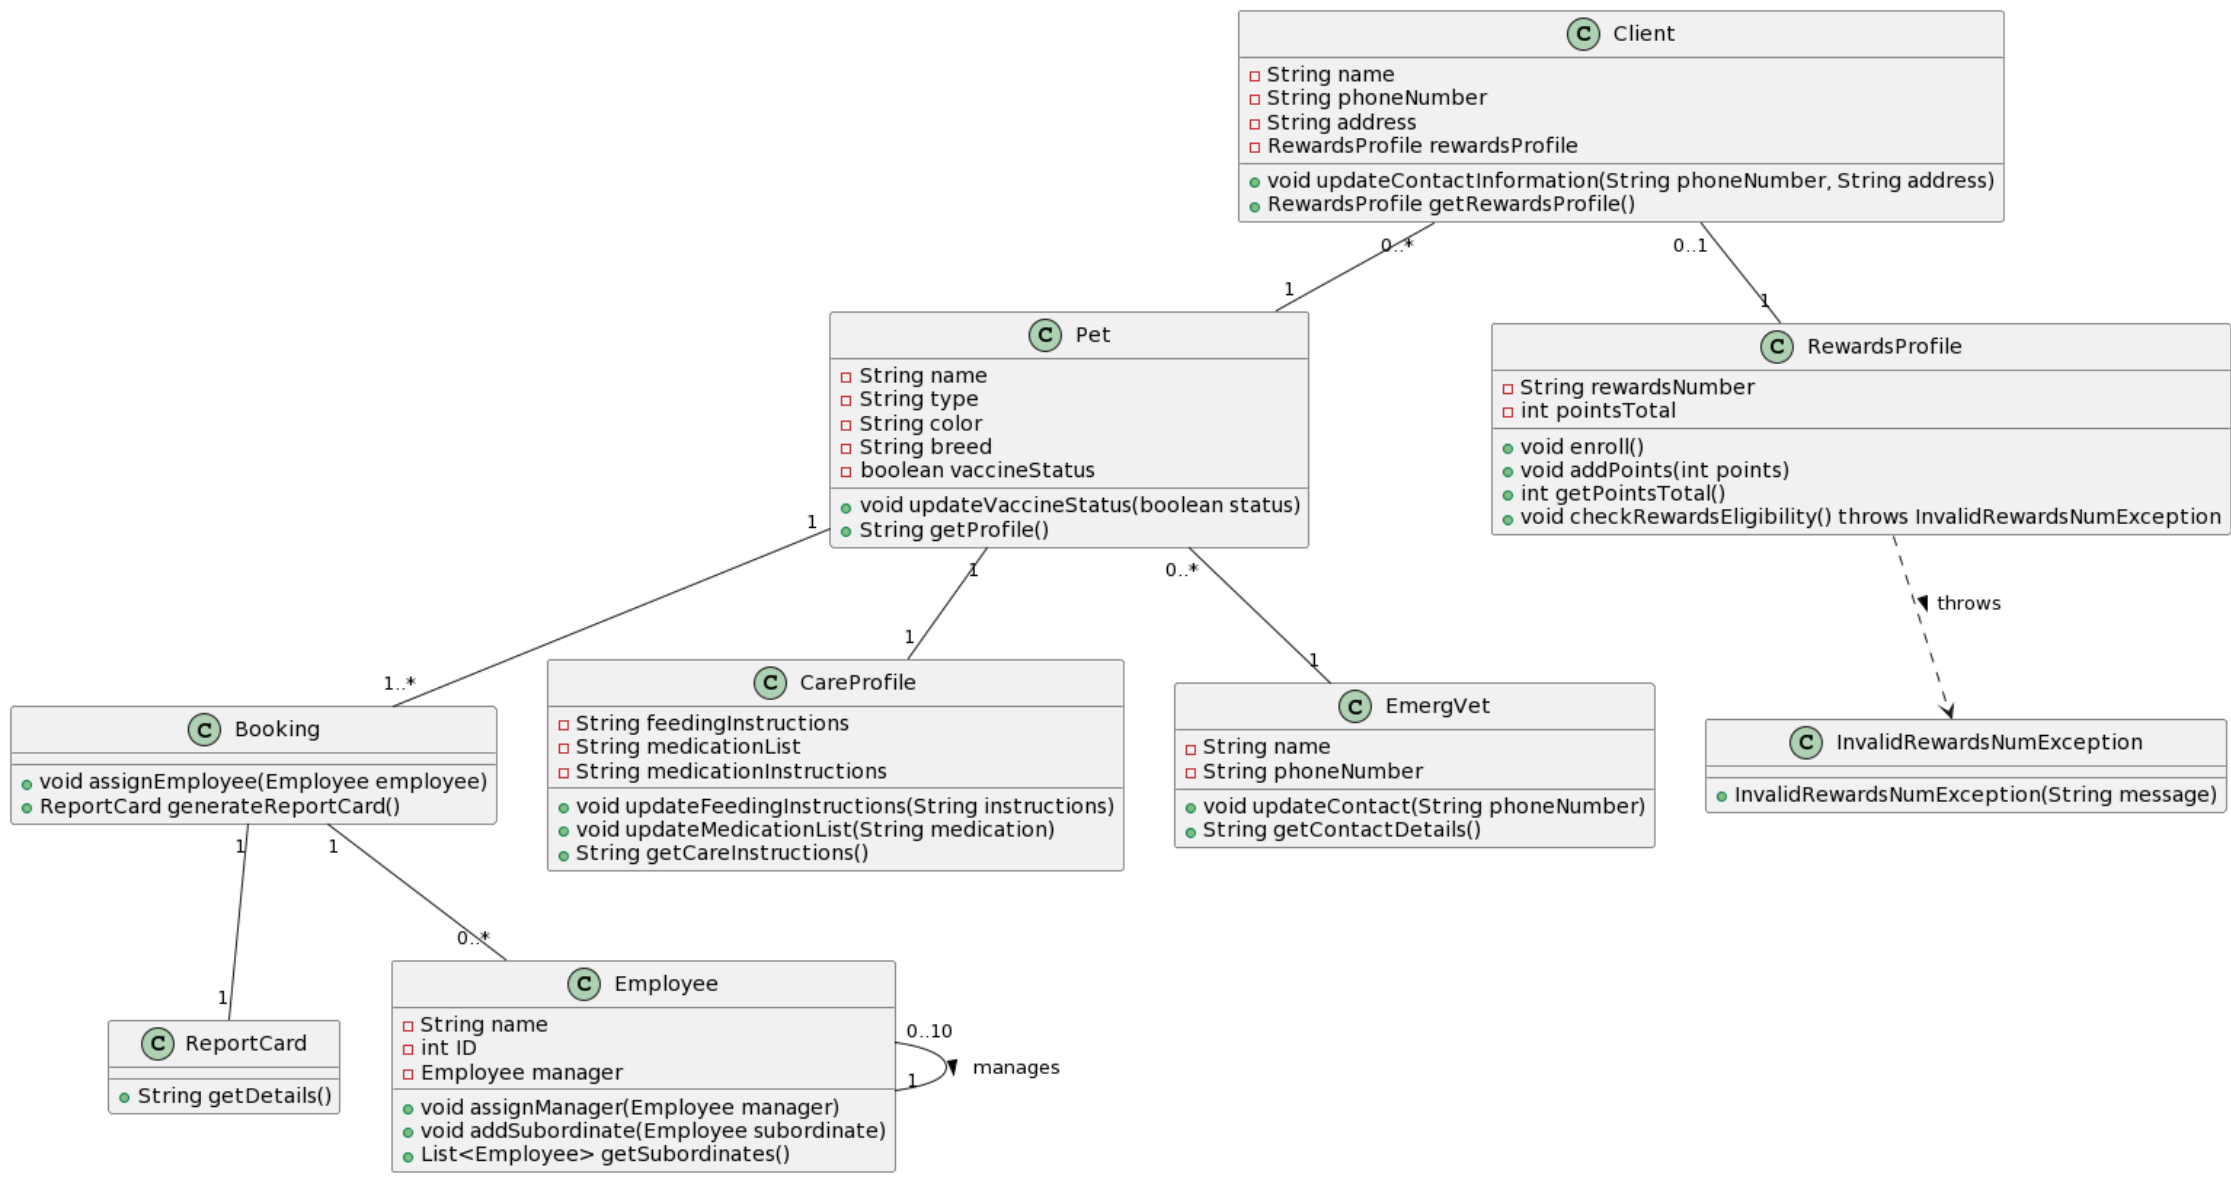 C Client
String name
String phoneNumber
String address
RewardsProfile rewardsProfile
void updateContactInformation(String phoneNumber, String address)
RewardsProfile getRewardsProfile()
0..*
0..1
1
1
C Pet
String name
String type
String color
String breed
boolean vaccineStatus
void updateVaccineStatus(boolean status)
String getProfile()
C RewardsProfile
String rewardsNumber
int pointsTotal
void enroll()
void addPoints(int points)
int getPointsTotal()
void checkRewardsEligibility() throws InvalidRewardsNumException
1
1
0..*
throws
1..*
1
1
C Booking
void assignEmployee(Employee employee)
ReportCard generateReportCard()
C CareProfile
String feedingInstructions
String medicationList
String medicationInstructions
void updateFeedingInstructions(String instructions)
void updateMedicationList(String medication)
String getCareInstructions()
C EmergVet
String name
String phoneNumber
void updateContact(String phoneNumber)
String getContactDetails()
C InvalidRewardsNumException
InvalidRewardsNumException(String message)
1
1
0..*
1
C ReportCard
String getDetails()
C Employee
String name
int ID
Employee manager
void assignManager(Employee manager)
void addSubordinate(Employee subordinate)
List<Employee> getSubordinates()
0..10
manages
1